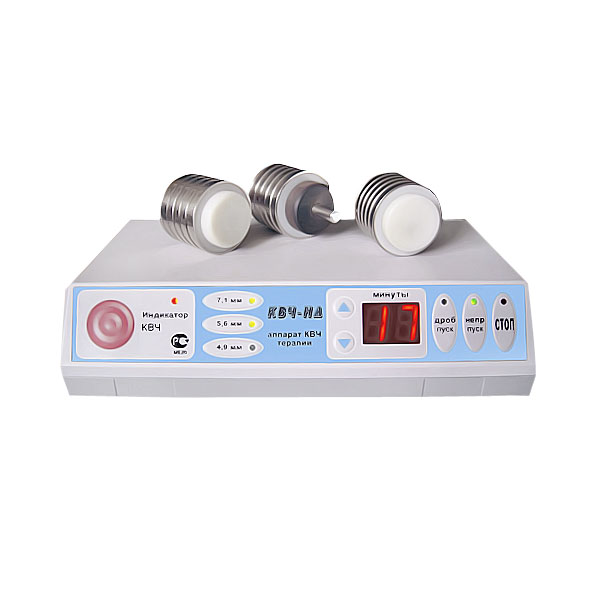 Индикатор
КВЧ
7,1 мм
5,6 мм
4,9 мм
КВЧ-НД
аппарат КВЧ
терапии
минуты
17
дроб
пуск
непр
пуск
СТОП